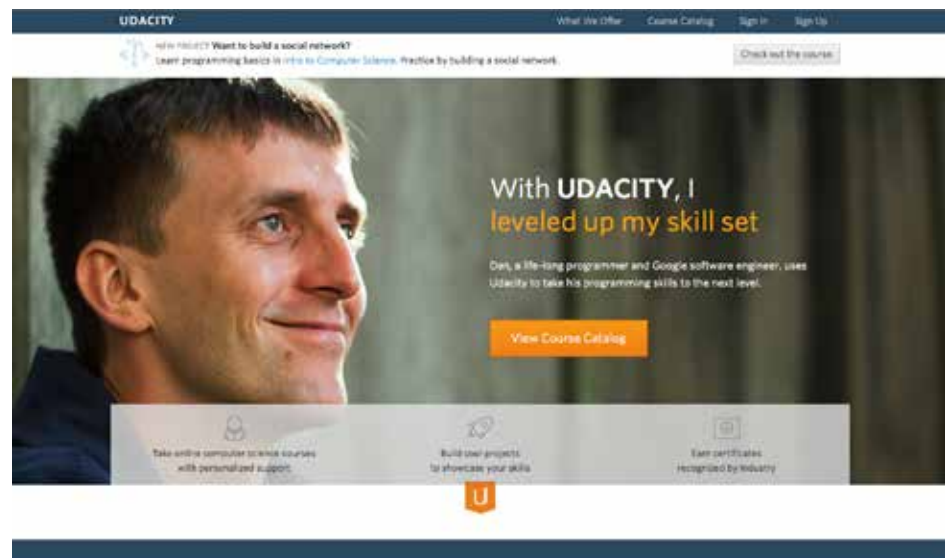 UDACITY
What We Offer Course Catalog Sign In Sign Up
NEW PROJECT Want to build a social network?
Learn programming basics in Intro to Computer Science. Practice by building a social network.
Check out the course
With UDACITY, I
leveled up my skill set
Dan, a life-long programmer and Google software engineer, uses
Udacity to take his programming skills to the next level.
View Course Catalog
Take online computer science courses
with personalized support
Build cool projects
to showcase your skills
Earn certificates
recognized by industry
U